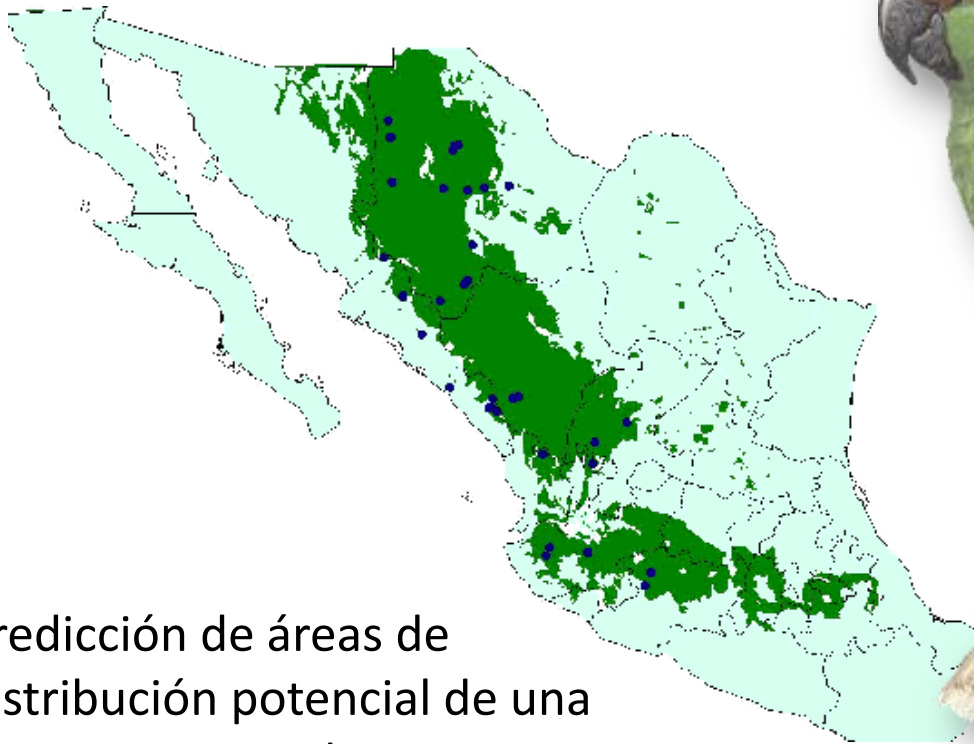 redicción de áreas de
stribución potencial de una